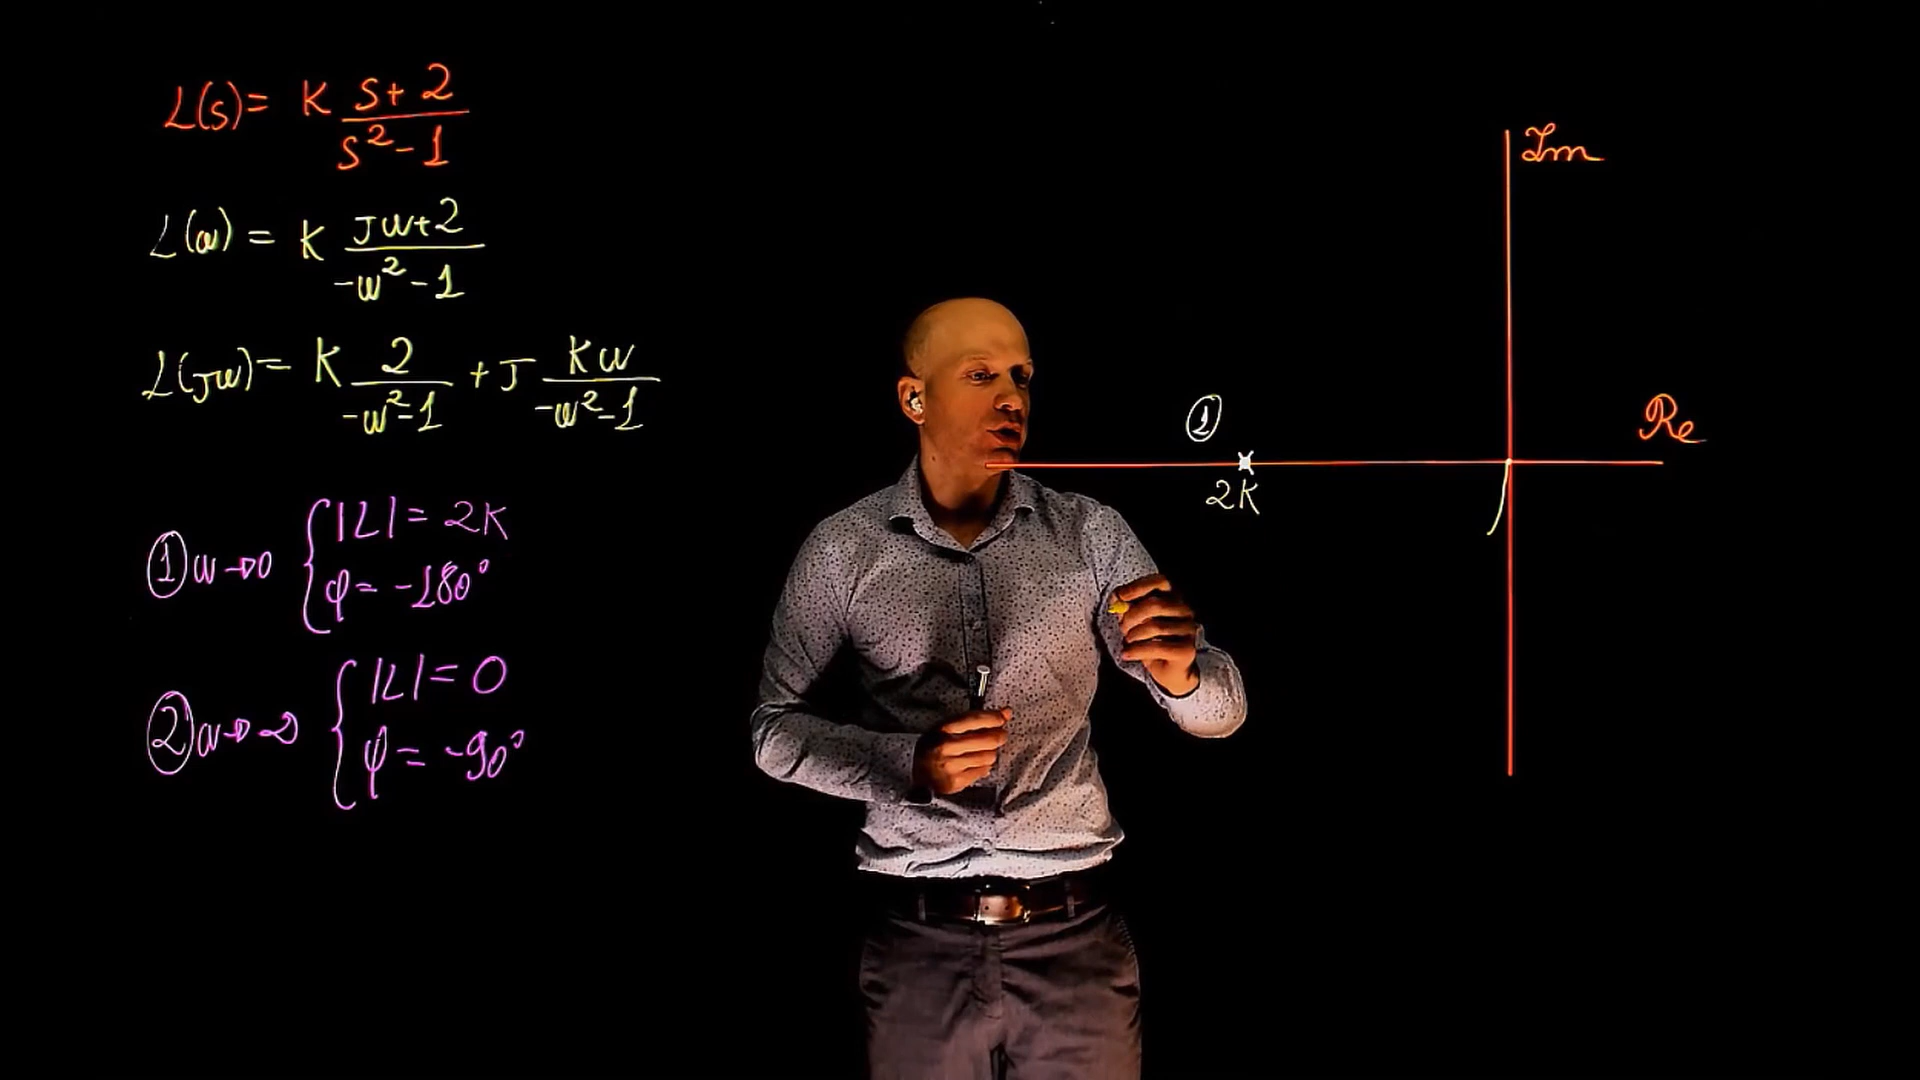 L(s) = K (s+2)/(s²-1)
L(ω) = K (Jω+2)/(-ω²-1)
L(Jω) = K 2/(-ω²-1) + J Kω/(-ω²-1)
① ω→0 { |L| = 2K
φ = -180°
② ω→∞ { |L| = 0
φ = -90°
Im
Re
①
2K